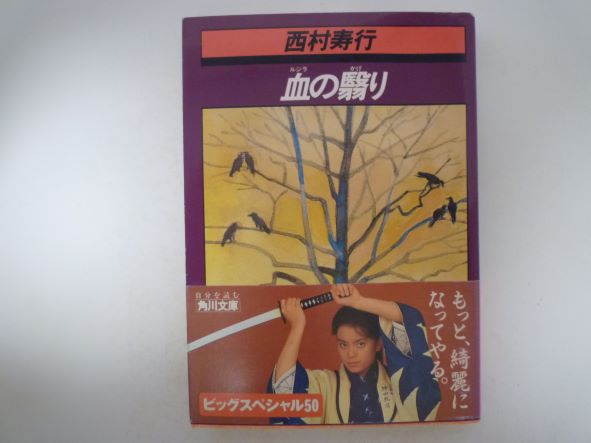 西村寿行
ルジラ かげ
血の翳り
自分を読む
角川文庫
もっと、綺麗に
なってやる。
ビッグスペシャル50